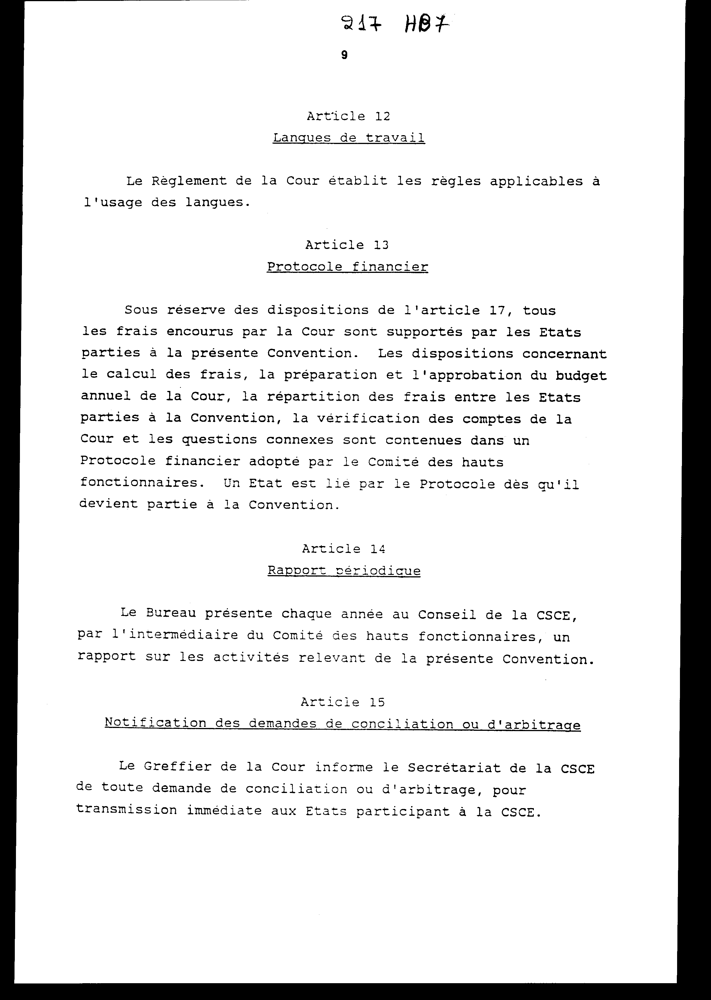 217 HB7
9
Article 12
Langues de travail
Le Règlement de la Cour établit les règles applicables à
l'usage des langues.
Article 13
Protocole financier
Sous réserve des dispositions de l'article 17, tous
les frais encourus par la Cour sont supportés par les Etats
parties à la présente Convention. Les dispositions concernant
le calcul des frais, la préparation et l'approbation du budget
annuel de la Cour, la répartition des frais entre les Etats
parties à la Convention, la vérification des comptes de la
Cour et les questions connexes sont contenues dans un
Protocole financier adopté par le Comité des hauts
fonctionnaires. Un Etat est lié par le Protocole dès qu'il
devient partie à la Convention.
Article 14
Rapport périodique
Le Bureau présente chaque année au Conseil de la CSCE,
par l'intermédiaire du Comité des hauts fonctionnaires, un
rapport sur les activités relevant de la présente Convention.
Article 15
Notification des demandes de conciliation ou d'arbitrage
Le Greffier de la Cour informe le Secrétariat de la CSCE
de toute demande de conciliation ou d'arbitrage, pour
transmission immédiate aux Etats participant à la CSCE.